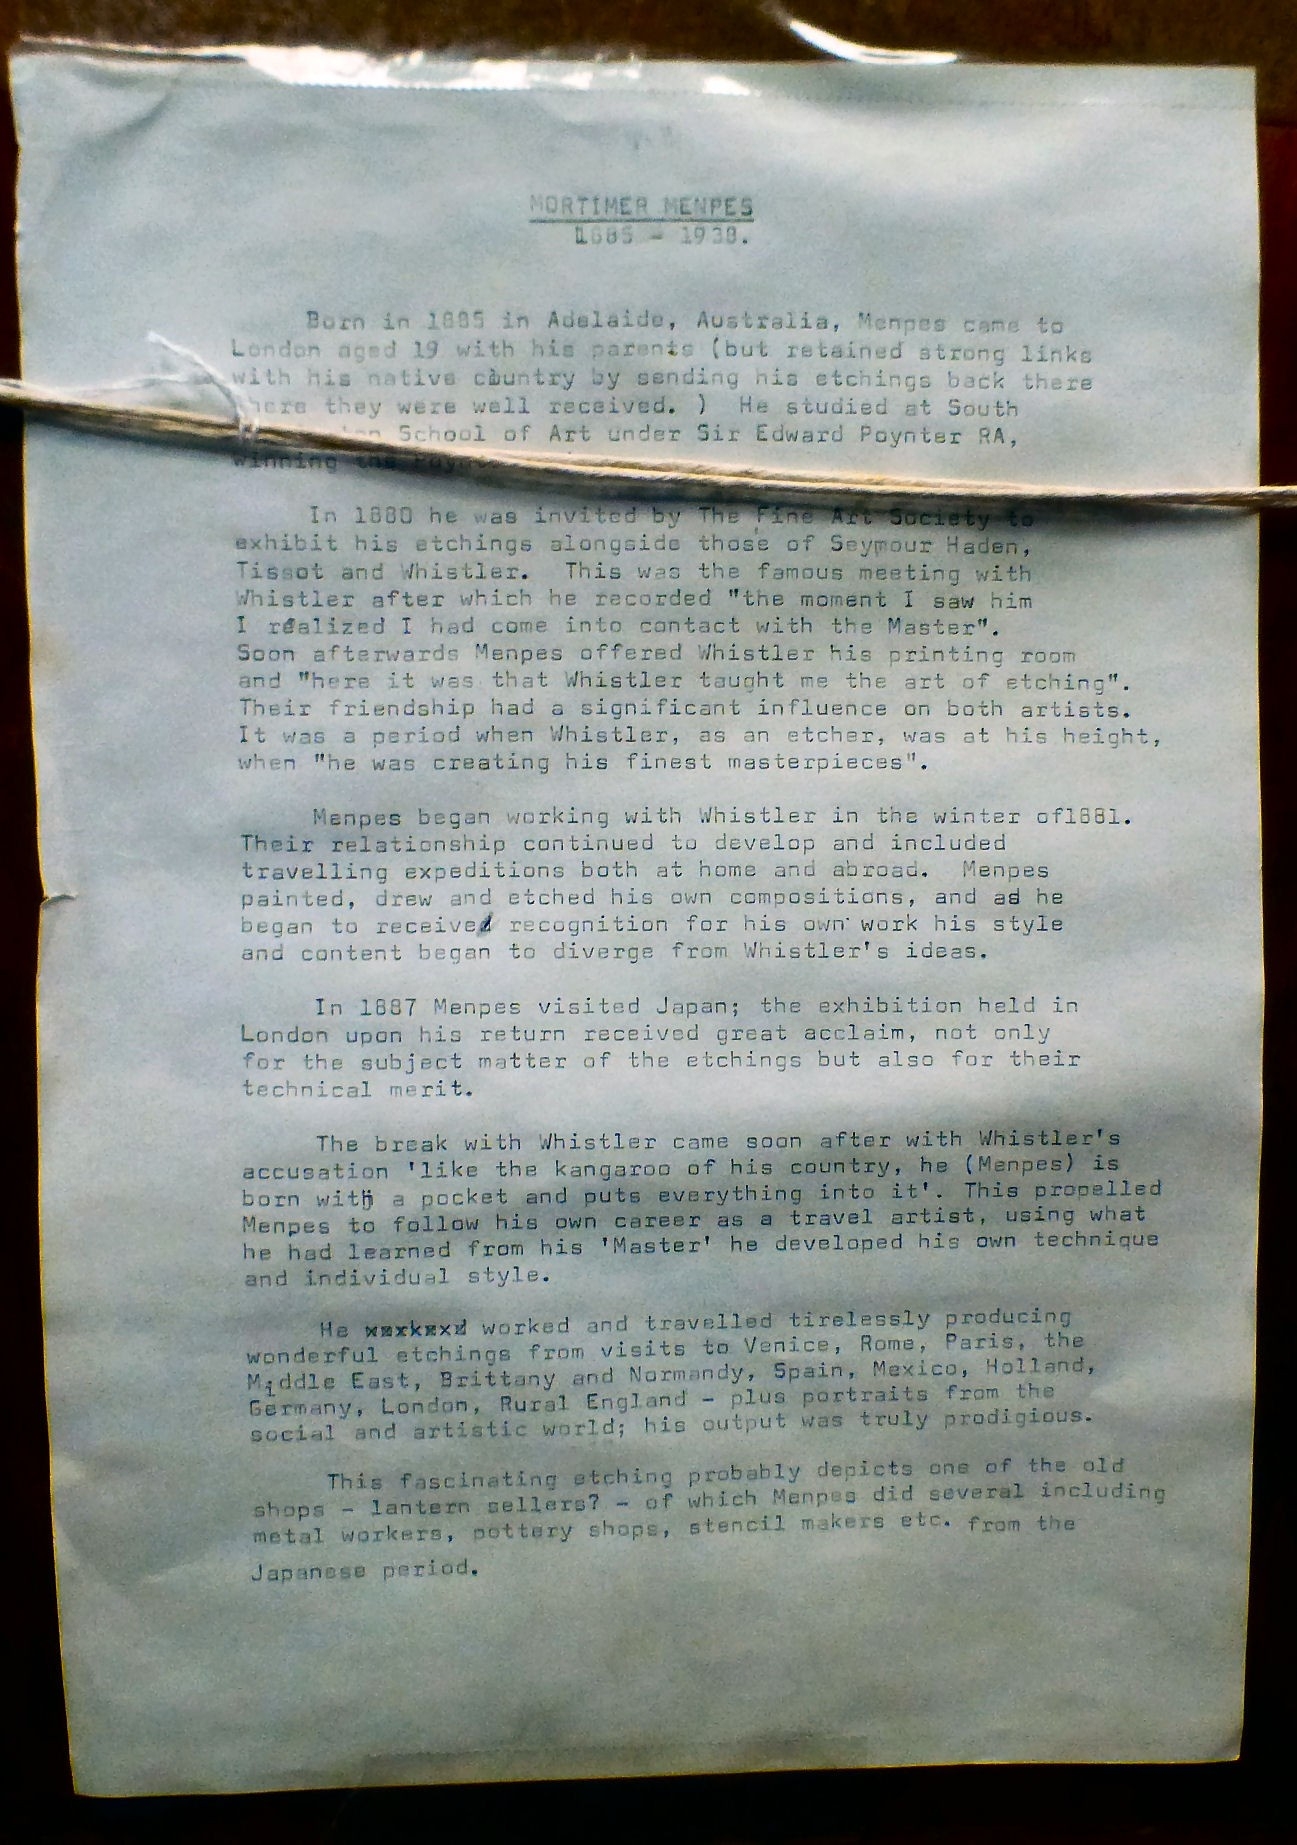 MORTIMER MENPES
1885 - 1938.
Born in 1885 in Adelaide, Australia, Menpes came to
London aged 19 with his parents (but retained strong links
with his native country by sending his etchings back there
where they were well received. ) He studied at South
School of Art under Sir Edward Poynter RA,
winning the
In 1880 he was invited by The Fine Art Society to
exhibit his etchings alongside those of Seymour Haden,
Tissot and Whistler. This was the famous meeting with
Whistler after which he recorded "the moment I saw him
I realized I had come into contact with the Master".
Soon afterwards Menpes offered Whistler his printing room
and "here it was that Whistler taught me the art of etching".
Their friendship had a significant influence on both artists.
It was a period when Whistler, as an etcher, was at his height,
when "he was creating his finest masterpieces".
Menpes began working with Whistler in the winter of1881.
Their relationship continued to develop and included
travelling expeditions both at home and abroad. Menpes
painted, drew and etched his own compositions, and as he
began to receive recognition for his own work his style
and content began to diverge from Whistler's ideas.
In 1887 Menpes visited Japan; the exhibition held in
London upon his return received great acclaim, not only
for the subject matter of the etchings but also for their
technical merit.
The break with Whistler came soon after with Whistler's
accusation 'like the kangaroo of his country, he (Menpes) is
born with a pocket and puts everything into it'. This propelled
Menpes to follow his own career as a travel artist, using what
he had learned from his 'Master' he developed his own technique
and individual style.
He worked and travelled tirelessly producing
wonderful etchings from visits to Venice, Rome, Paris, the
Middle East, Brittany and Normandy, Spain, Mexico, Holland,
Germany, London, Rural England - plus portraits from the
social and artistic world; his output was truly prodigious.
This fascinating etching probably depicts one of the old
shops - lantern sellers? - of which Menpes did several including
metal workers, pottery shops, stencil makers etc. from the
Japanese period.